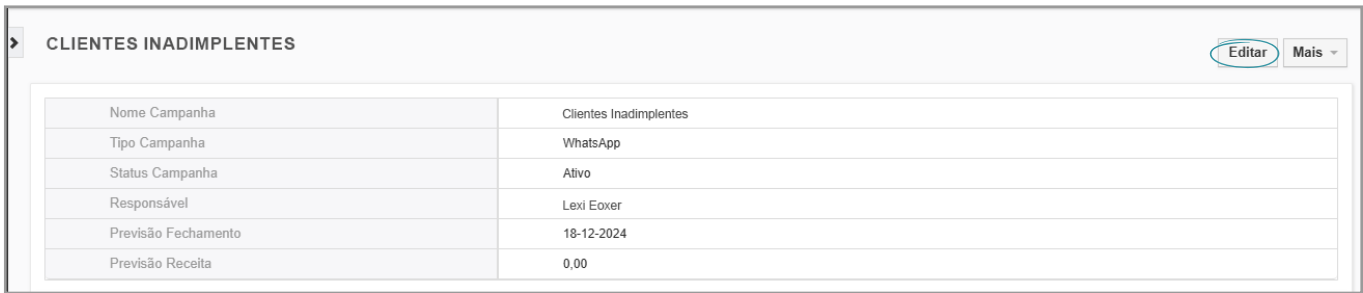 CLIENTES INADIMPLENTES
Editar Mais
Nome Campanha Clientes Inadimplentes
Tipo Campanha WhatsApp
Status Campanha Ativo
Responsável Lexi Eoxer
Previsão Fechamento 18-12-2024
Previsão Receita 0,00